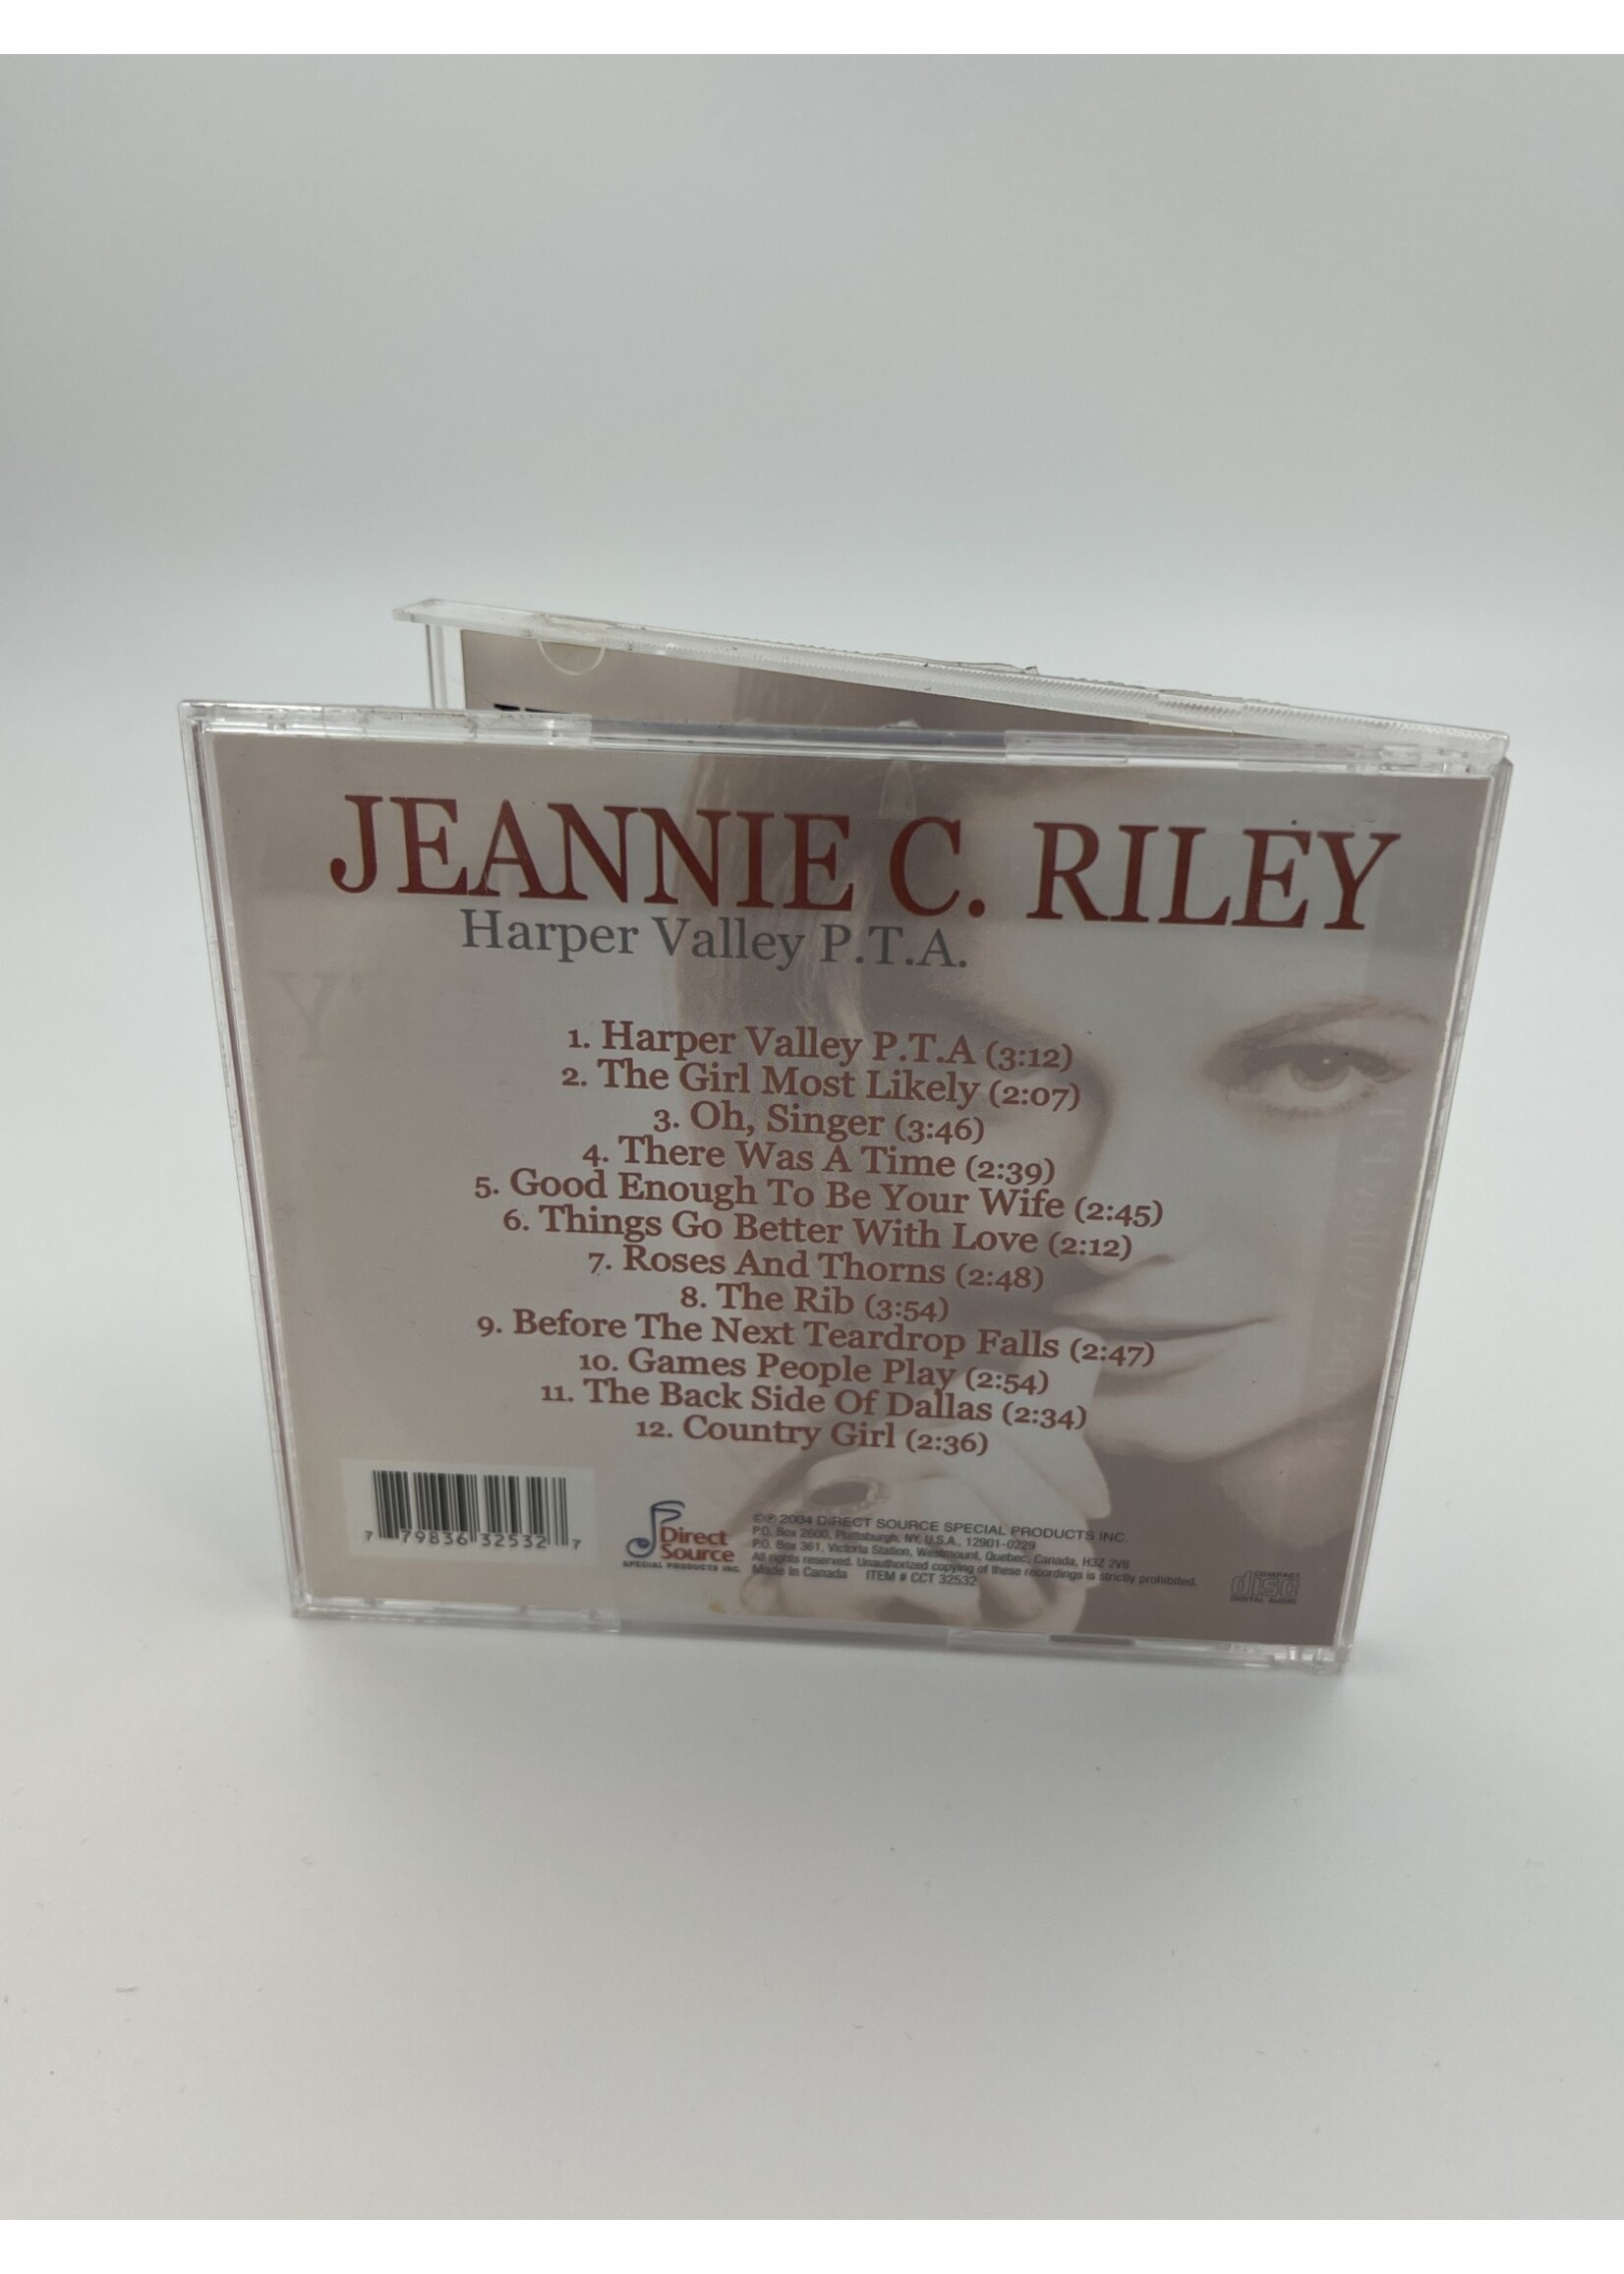 JEANNIE C. RILEY
Harper Valley P.T.A.
1. Harper Valley P.T.A (3:12)
2. The Girl Most Likely (2:07)
3. Oh, Singer (3:46)
4. There Was A Time (2:39)
5. Good Enough To Be Your Wife (2:45)
6. Things Go Better With Love (2:12)
7. Roses And Thorns (2:48)
8. The Rib (3:54)
9. Before The Next Teardrop Falls (2:47)
10. Games People Play (2:54)
11. The Back Side Of Dallas (2:34)
12. Country Girl (2:36)
7 79836 32532 7
Direct
Source
SPECIAL PRODUCTS INC.
©℗ 2004 DIRECT SOURCE SPECIAL PRODUCTS INC.
P.O. Box 2600, Plattsburgh, NY, U.S.A., 12901-0229
P.O. Box 361, Victoria Station, Westmount, Quebec, Canada, H3Z 2V8
All rights reserved. Unauthorized copying of these recordings is strictly prohibited.
Made in Canada ITEM # CCT 32532
COMPACT
disc
DIGITAL AUDIO